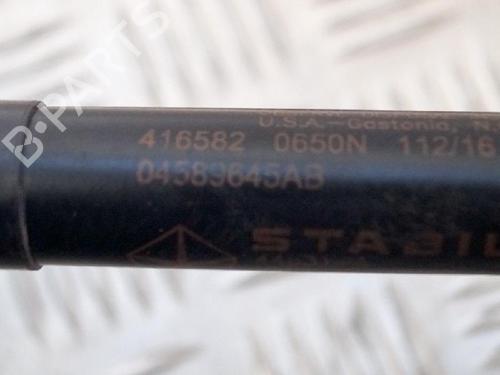 B-PARTS
U.S.A.-Gastonia, N.
416582 0650N 112/16
04589645AB
STABIL